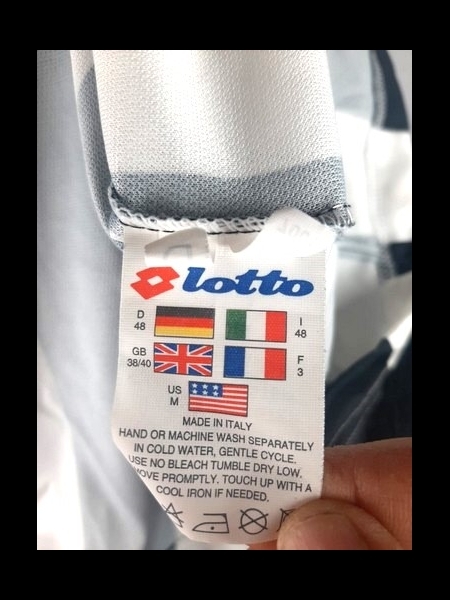 lotto
D 48 I 48
GB 38/40 F 3
US M
MADE IN ITALY
HAND OR MACHINE WASH SEPARATELY
IN COLD WATER, GENTLE CYCLE.
USE NO BLEACH TUMBLE DRY LOW.
OVE PROMPTLY. TOUCH UP WITH A
COOL IRON IF NEEDED.